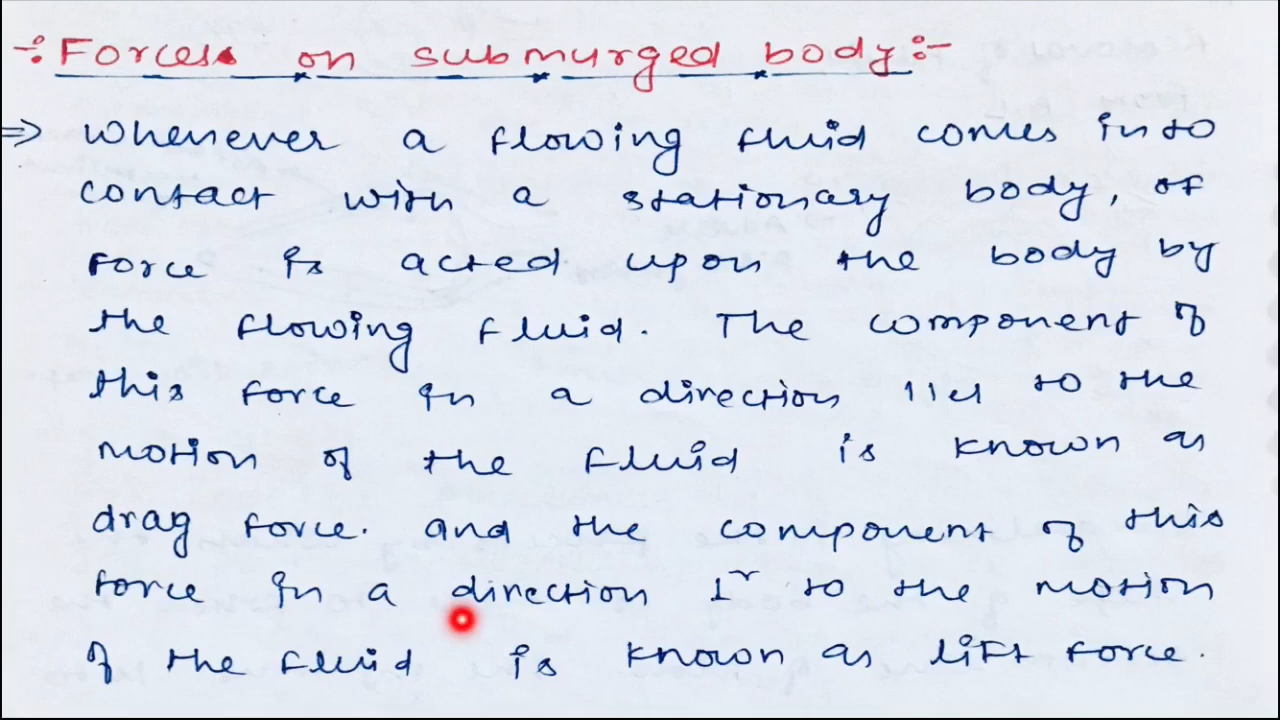 ÷ Forces on submurged body:-
⇒ Whenever a flowing fluid comes into
contact with a stationary body, of
force is acted upon the body by
the flowing fluid. The component of
this force in a direction 11el to the
motion of the fluid is known as
drag force. and the component of this
force in a direction ⊥r to the motion
of the fluid is known as lift force.